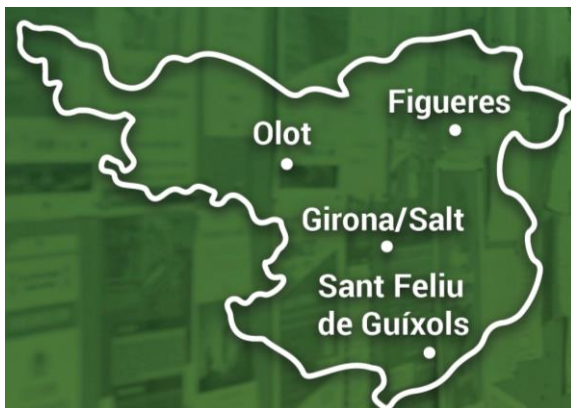 Figueres
Olot
Girona/Salt
Sant Feliu
de Guíxols